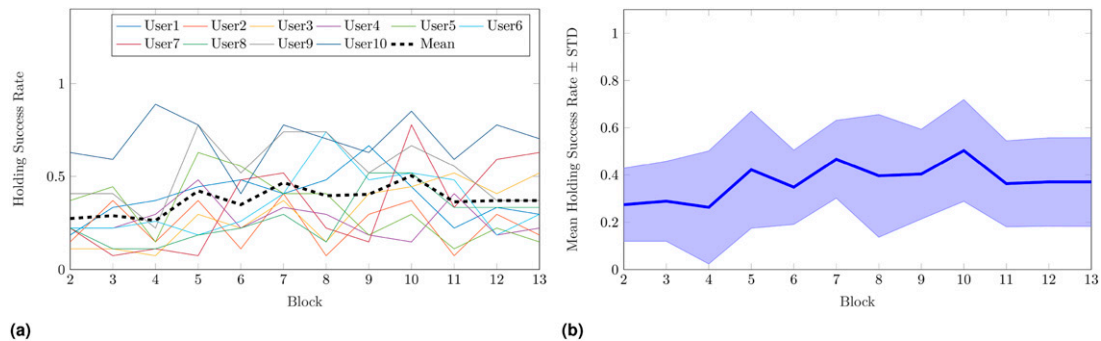 User1 User2 User3 User4 User5 User6
User7 User8 User9 User10 Mean
Holding Success Rate
1
0.5
0
2 3 4 5 6 7 8 9 10 11 12 13
Block
(a)
Mean Holding Success Rate ± STD
1
0.8
0.6
0.4
0.2
0
2 3 4 5 6 7 8 9 10 11 12 13
Block
(b)